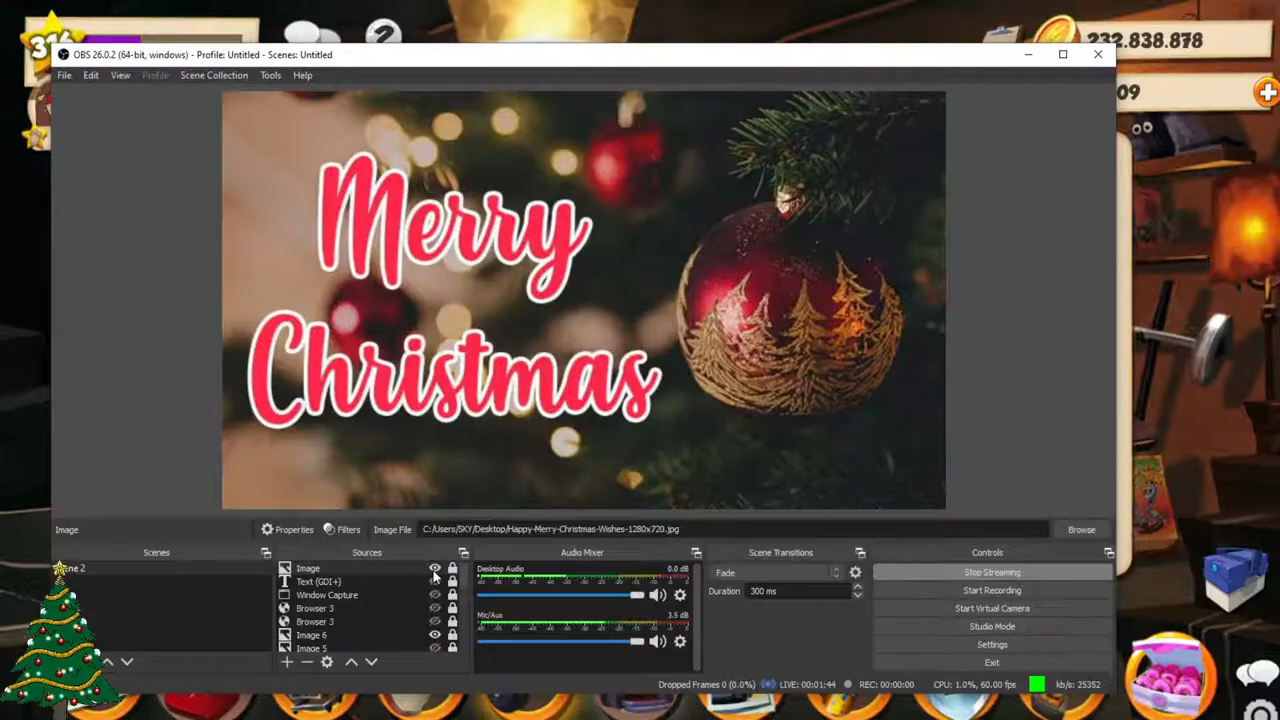 316
?
232.838.878
09
OBS 26.0.2 (64-bit, windows) - Profile: Untitled - Scenes: Untitled
File Edit View Profile Scene Collection Tools Help
Merry
Christmas
Image
Properties Filters Image File C:/Users/SKY/Desktop/Happy-Merry-Christmas-Wishes-1280x720.jpg Browse
Scenes Sources Audio Mixer Scene Transitions Controls
ne 2
Image
Text (GDI+)
Window Capture
Browser 3
Browser 3
Image 6
Image 5
Desktop Audio 0.0 dB
Mic/Aux 3.5 dB
Fade
Duration 300 ms
Stop Streaming
Start Recording
Start Virtual Camera
Studio Mode
Settings
Exit
Dropped Frames 0 (0.0%) LIVE: 00:01:44 REC: 00:00:00 CPU: 1.0%, 60.00 fps kb/s: 25352